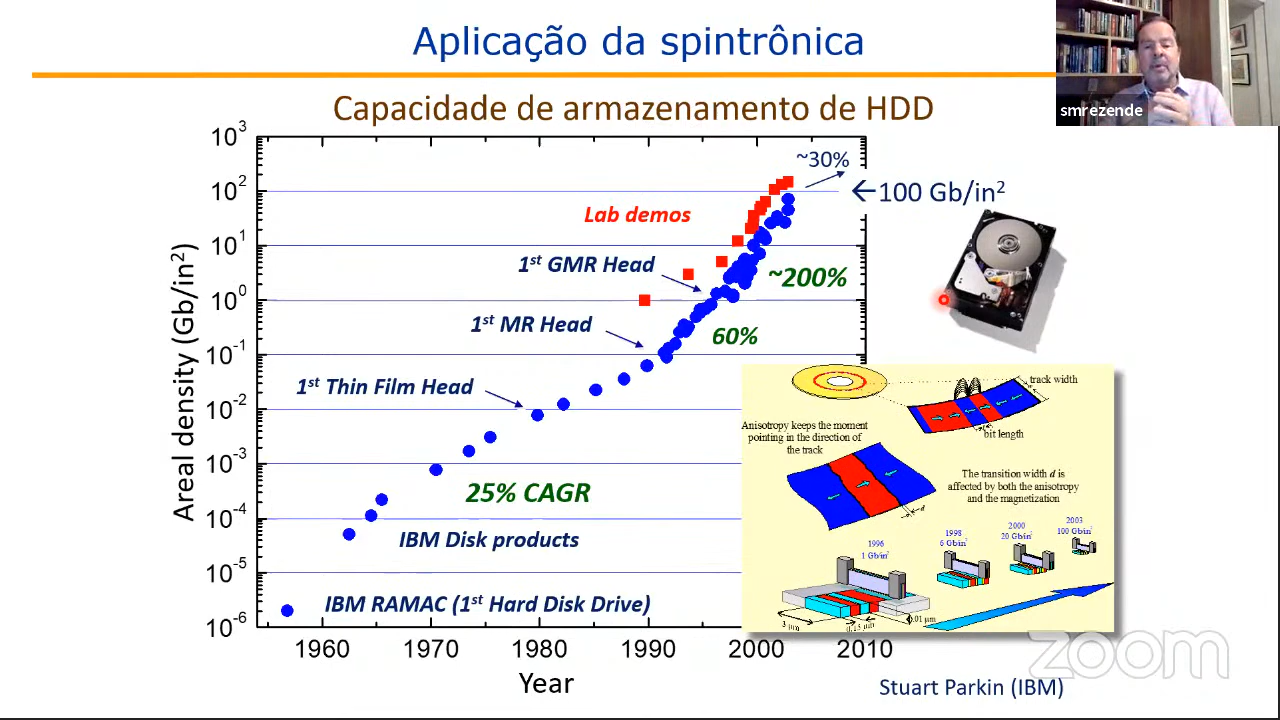 Aplicação da spintrônica
smrezende
Capacidade de armazenamento de HDD
Areal density (Gb/in²)
10³
10²
10¹
10⁰
10⁻¹
10⁻²
10⁻³
10⁻⁴
10⁻⁵
10⁻⁶
~30%
←100 Gb/in²
Lab demos
1st GMR Head
~200%
1st MR Head
60%
1st Thin Film Head
25% CAGR
IBM Disk products
IBM RAMAC (1st Hard Disk Drive)
1960 1970 1980 1990 2000 2010
Year
track width
bit length
Anisotropy keeps the moment
pointing in the direction of
the track
d
The transition width d is
affected by both the anisotropy
and the magnetization
1996
1 Gb/in²
1998
6 Gb/in²
2000
20 Gb/in²
2003
100 Gb/in²
3 μm
0.15 μm
0.01 μm
zoom
Stuart Parkin (IBM)